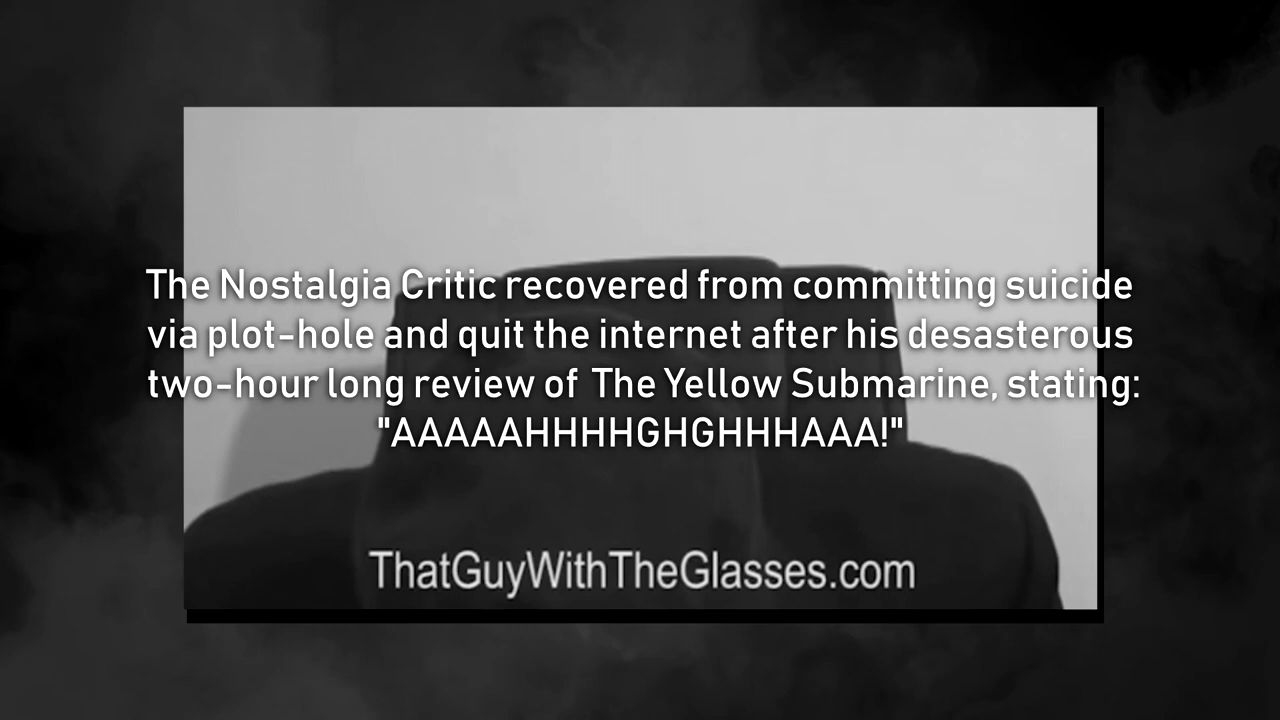 The Nostalgia Critic recovered from committing suicide
via plot-hole and quit the internet after his desasterous
two-hour long review of The Yellow Submarine, stating:
"AAAAAHHHHGHGHHHAAA!"
ThatGuyWithTheGlasses.com